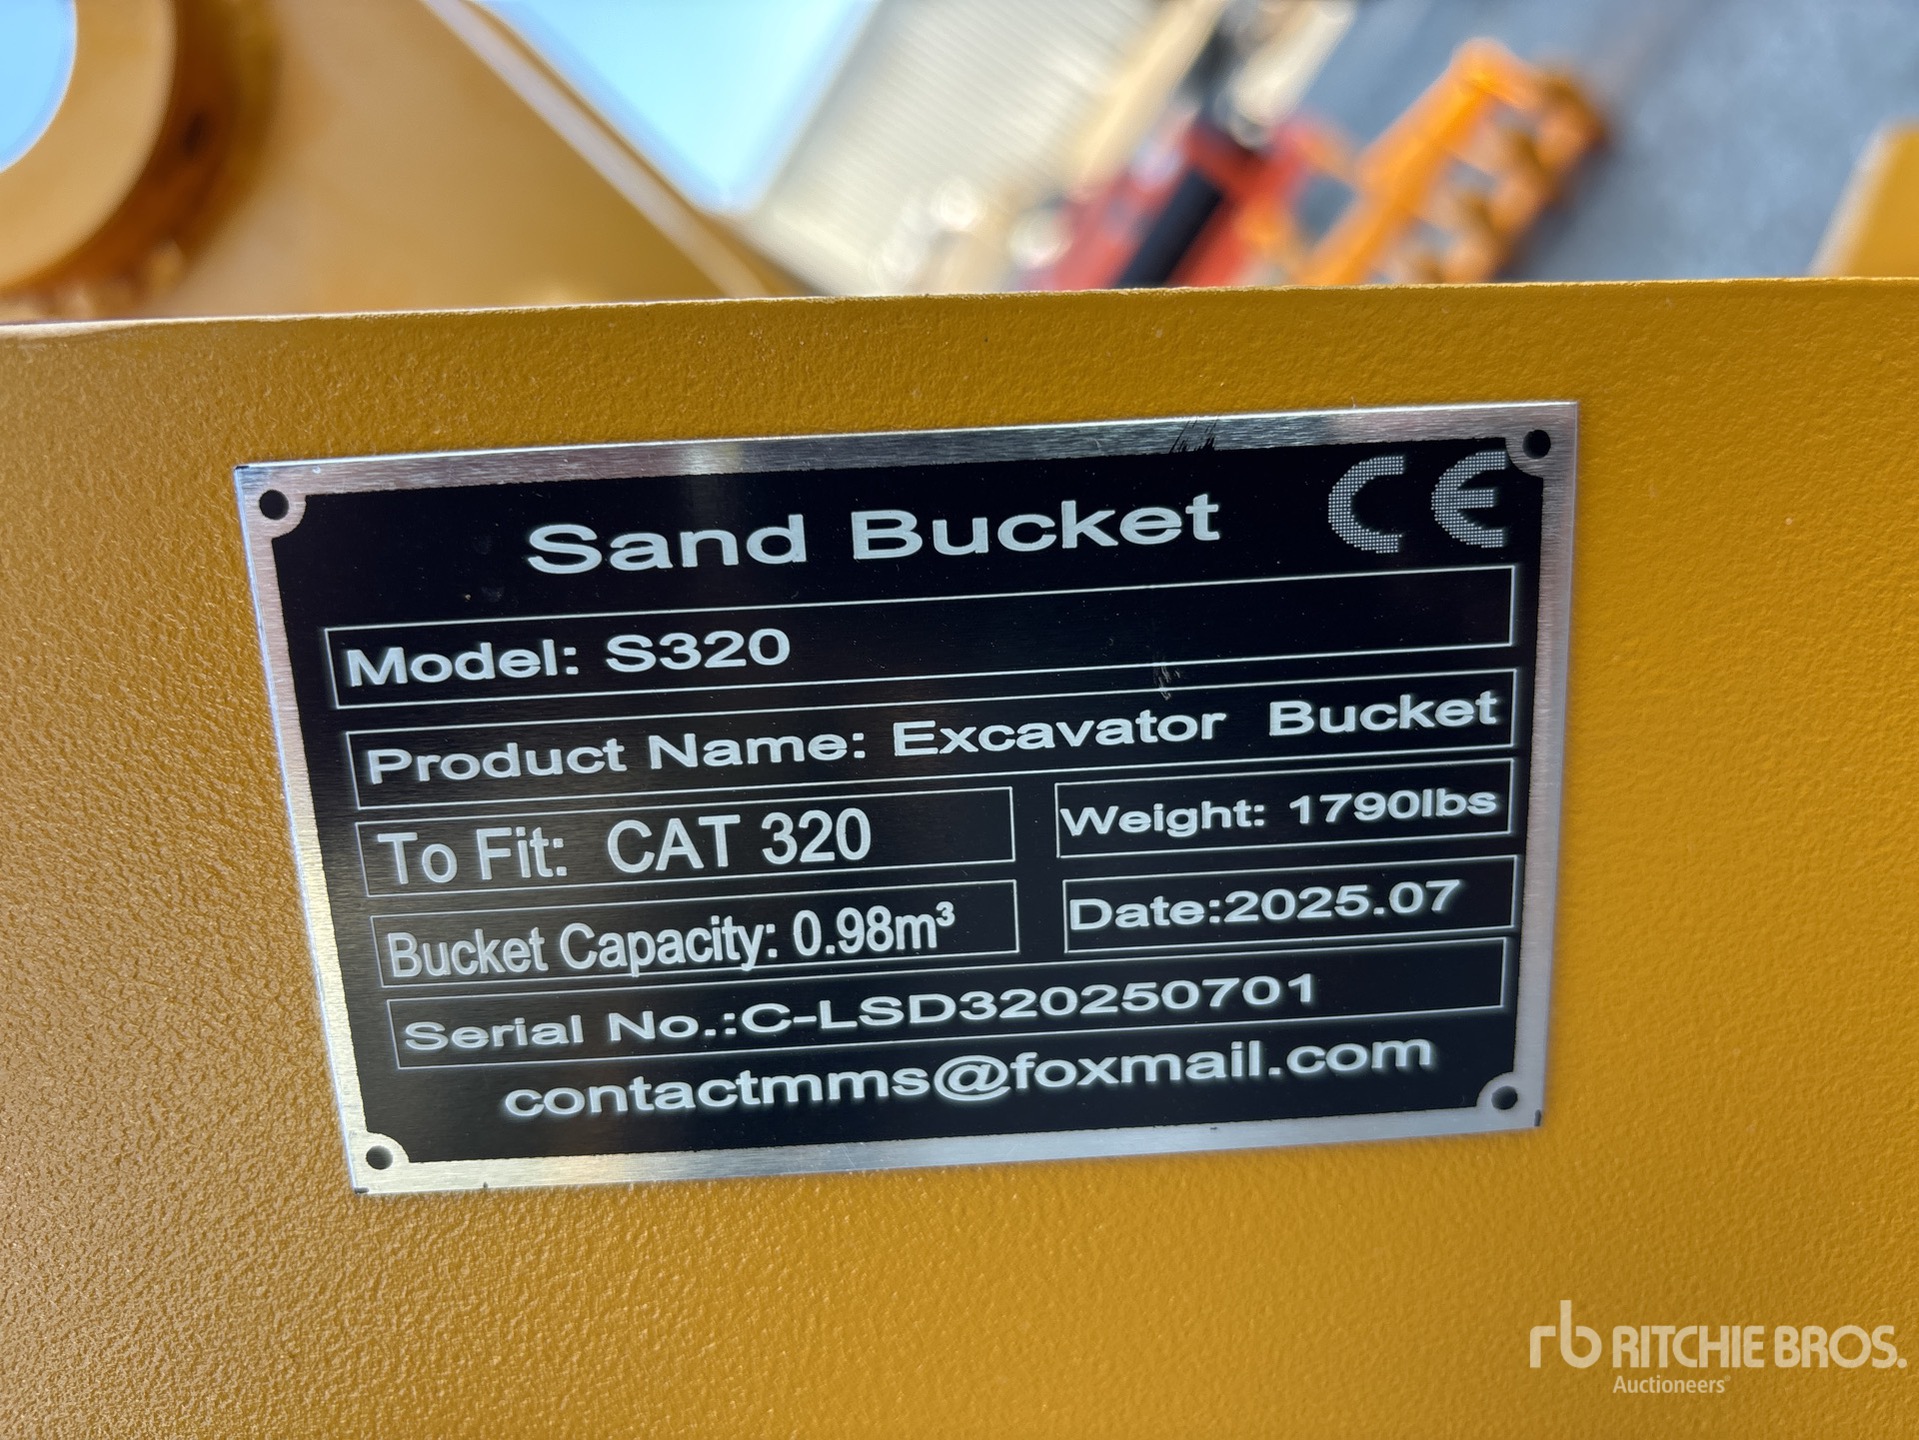 Sand Bucket CE
Model: S320
Product Name: Excavator Bucket
To Fit: CAT 320
Weight: 1790lbs
Bucket Capacity: 0.98m³
Date:2025.07
Serial No.:C-LSD320250701
contactmms@foxmail.com
rb RITCHIE BROS.
Auctioneers